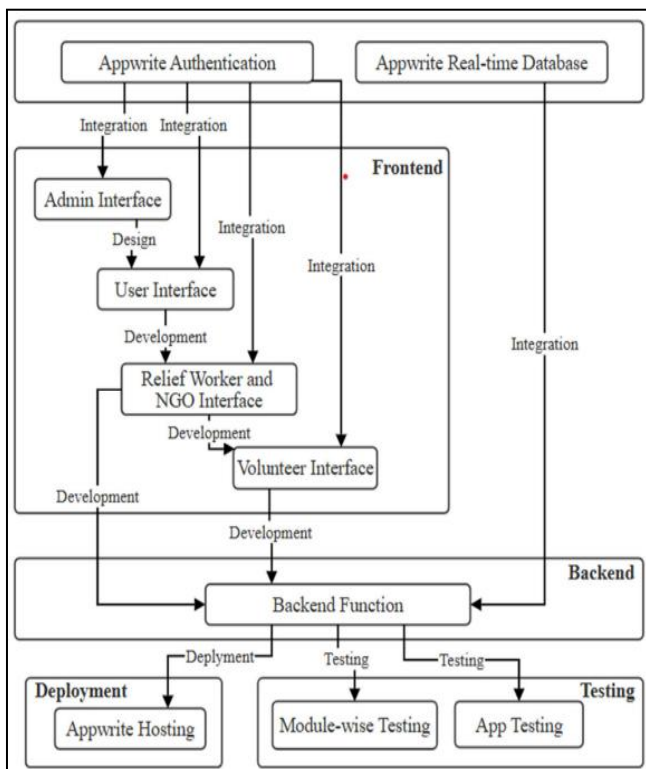 Appwrite Authentication
Appwrite Real-time Database
Integration
Integration
Frontend
Admin Interface
Design
Integration
User Interface
Integration
Development
Integration
Relief Worker and
NGO Interface
Development
Volunteer Interface
Development
Development
Backend
Backend Function
Deplyment
Testing
Testing
Deployment
Testing
Appwrite Hosting
Module-wise Testing
App Testing